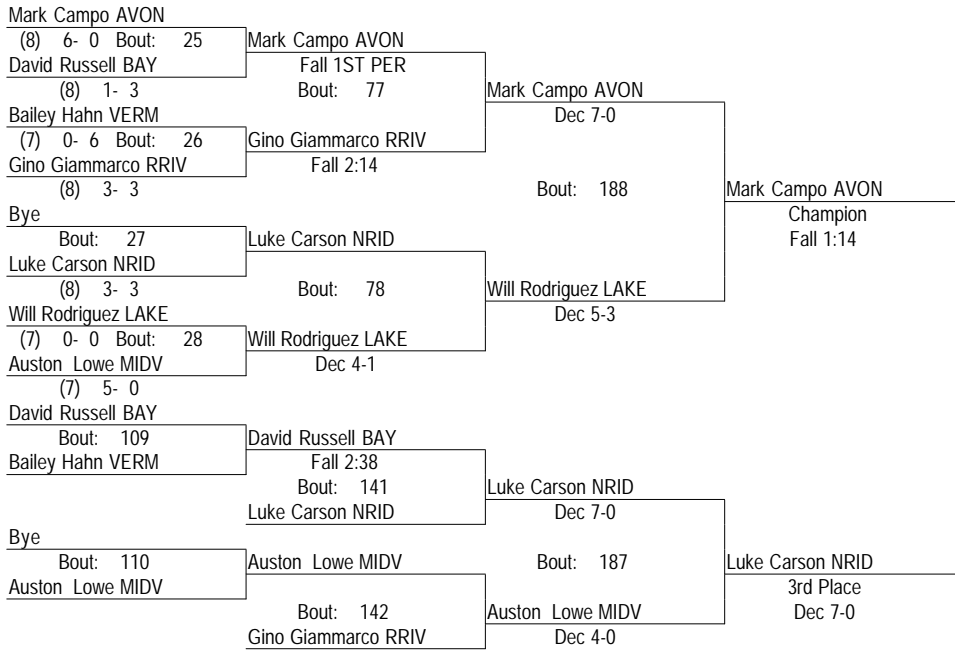 Mark Campo AVON
(8) 6- 0 Bout: 25
Mark Campo AVON
David Russell BAY
Fall 1ST PER
(8) 1- 3
Bout: 77
Mark Campo AVON
Bailey Hahn VERM
Dec 7-0
(7) 0- 6 Bout: 26
Gino Giammarco RRIV
Gino Giammarco RRIV
Fall 2:14
(8) 3- 3
Bout: 188
Mark Campo AVON
Bye
Champion
Bout: 27
Luke Carson NRID
Fall 1:14
Luke Carson NRID
(8) 3- 3
Bout: 78
Will Rodriguez LAKE
Will Rodriguez LAKE
Dec 5-3
(7) 0- 0 Bout: 28
Will Rodriguez LAKE
Auston Lowe MIDV
Dec 4-1
(7) 5- 0
David Russell BAY
Bout: 109
David Russell BAY
Bailey Hahn VERM
Fall 2:38
Bout: 141
Luke Carson NRID
Luke Carson NRID
Dec 7-0
Bye
Bout: 110
Auston Lowe MIDV
Bout: 187
Luke Carson NRID
Auston Lowe MIDV
3rd Place
Bout: 142
Auston Lowe MIDV
Dec 7-0
Gino Giammarco RRIV
Dec 4-0